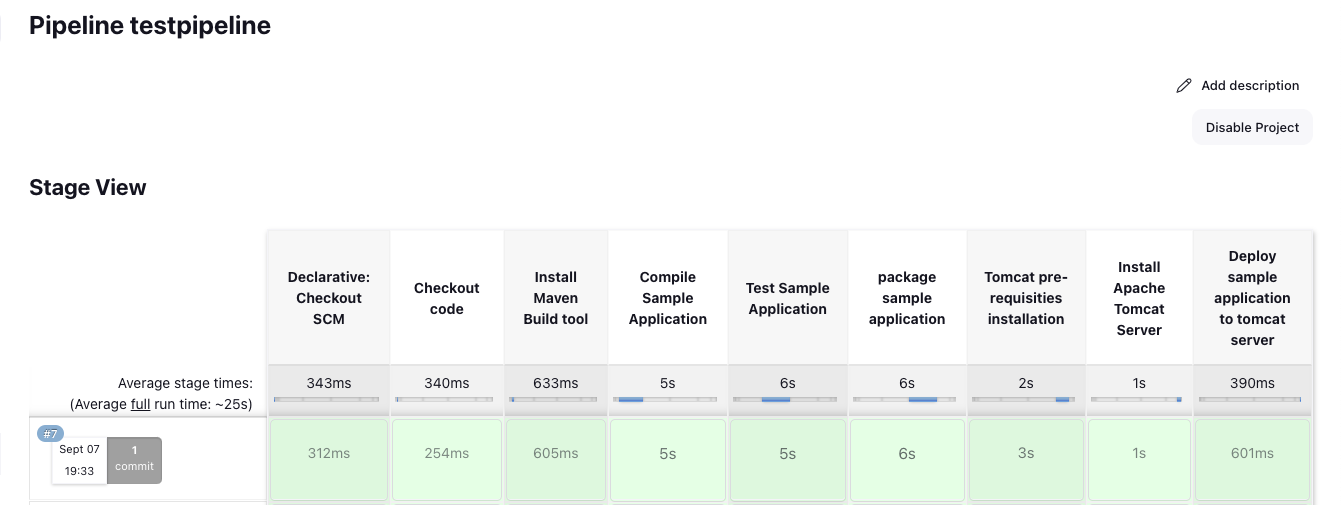 Pipeline testpipeline
Add description
Disable Project
Stage View
Declarative:
Checkout
SCM
Checkout
code
Install
Maven
Build tool
Compile
Sample
Application
Test Sample
Application
package
sample
application
Tomcat pre-
requisities
installation
Install
Apache
Tomcat
Server
Deploy
sample
application
to tomcat
server
Average stage times:
(Average full run time: ~25s)
343ms
340ms
633ms
5s
6s
6s
2s
1s
390ms
#7
Sept 07
19:33
1
commit
312ms
254ms
605ms
5s
5s
6s
3s
1s
601ms